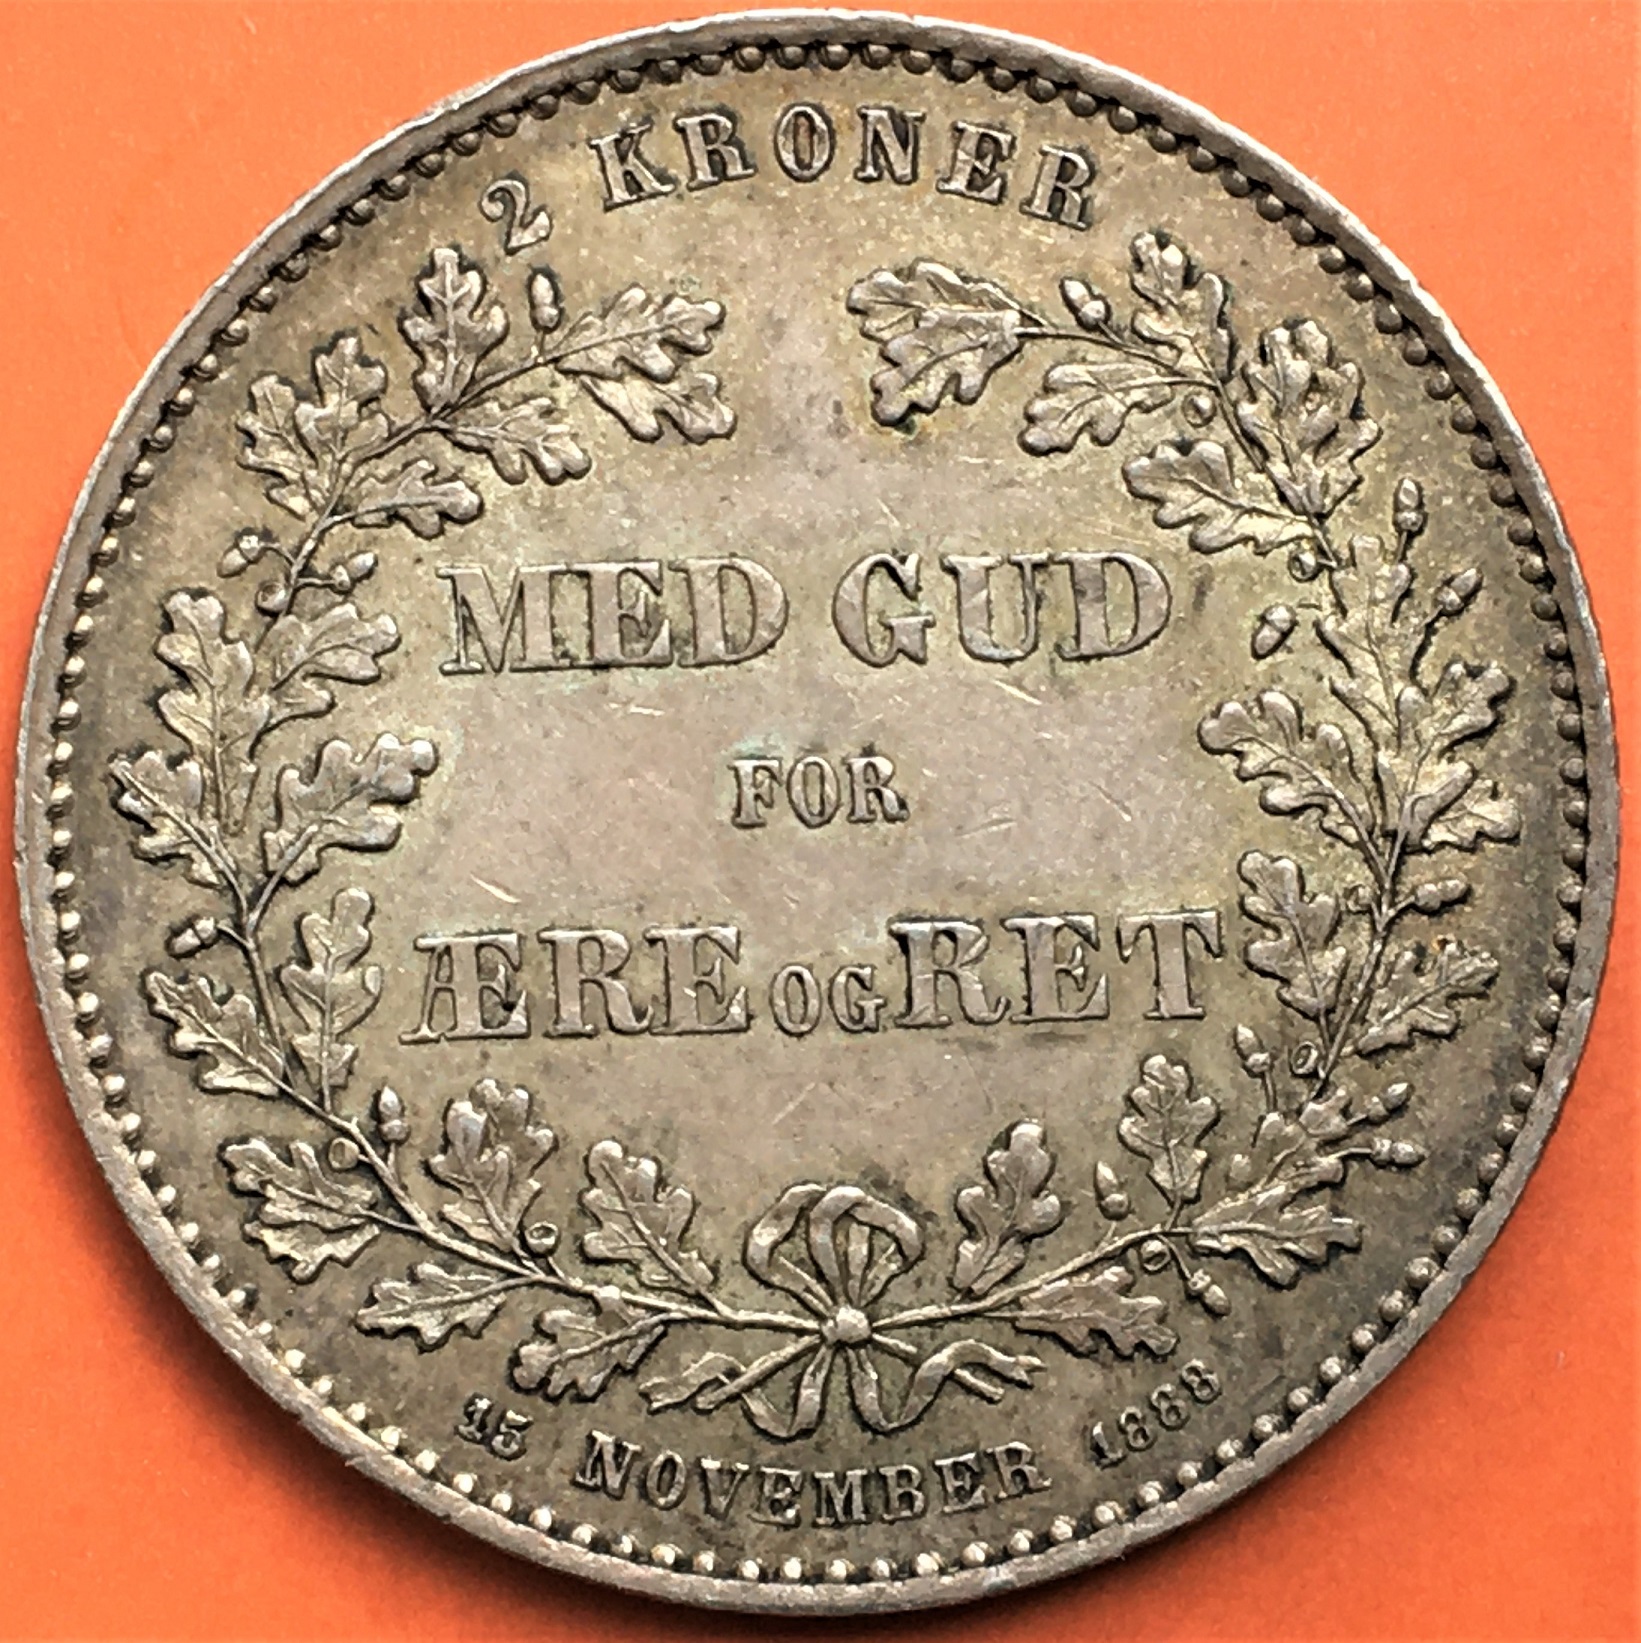 2 KRONER
MED GUD
FOR
ÆRE OG RET
15 NOVEMBER 1888